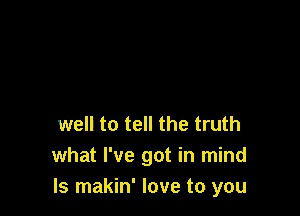 well to tell the truth
what I've got in mind
Is makin' love to you